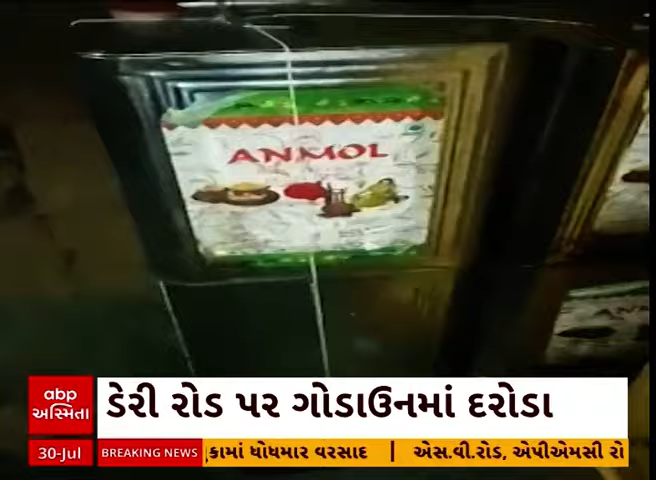 ANMOL
abp
અસ્મિતા
ડેરી રોડ પર ગોડાઉનમાં દરોડા
30-Jul
BREAKING NEWS
કામાં ધોધમાર વરસાદ | એસ.વી.રોડ, એપીએમસી રો